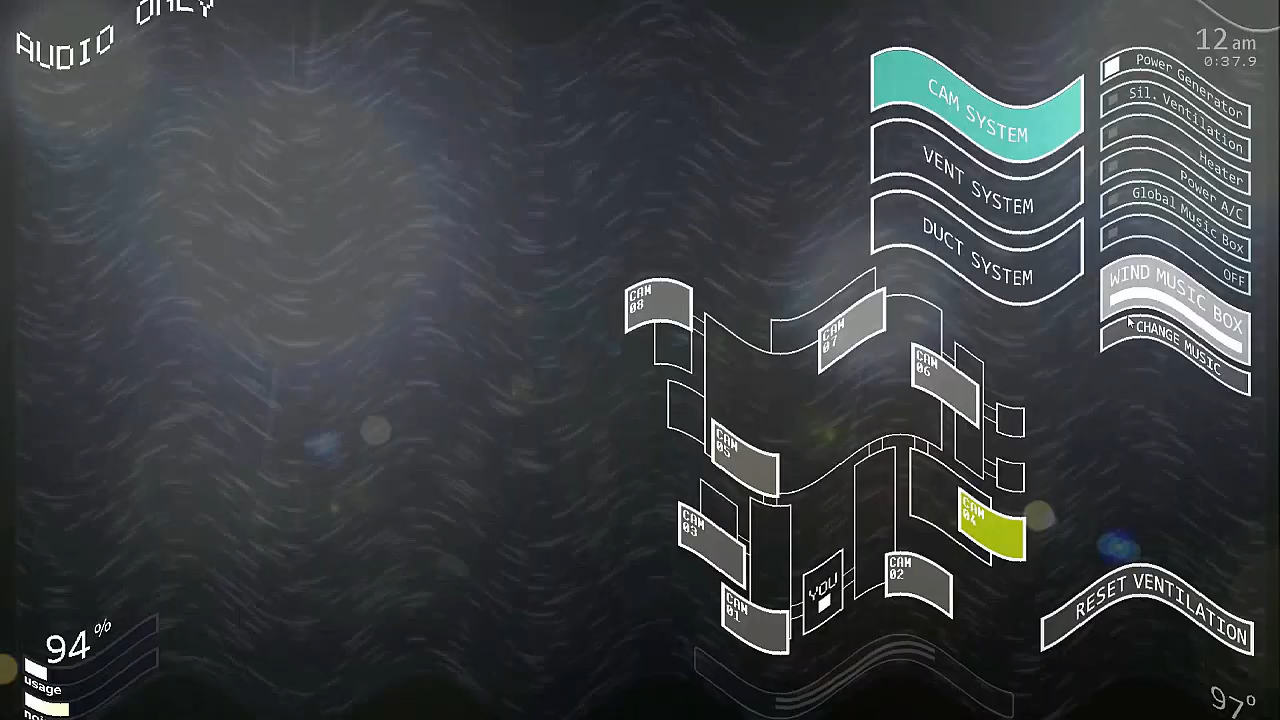 AUDIO ONLY
12 am
0:37.9
CAM SYSTEM
VENT SYSTEM
DUCT SYSTEM
Power Generator
Sil. Ventilation
Heater
Power A/C
Global Music Box
OFF
WIND MUSIC BOX
CHANGE MUSIC
CAM
08
CAM
07
CAM
06
CAM
05
CAM
04
CAM
03
CAM
02
CAM
01
YOU
RESET VENTILATION
94%
usage
97°